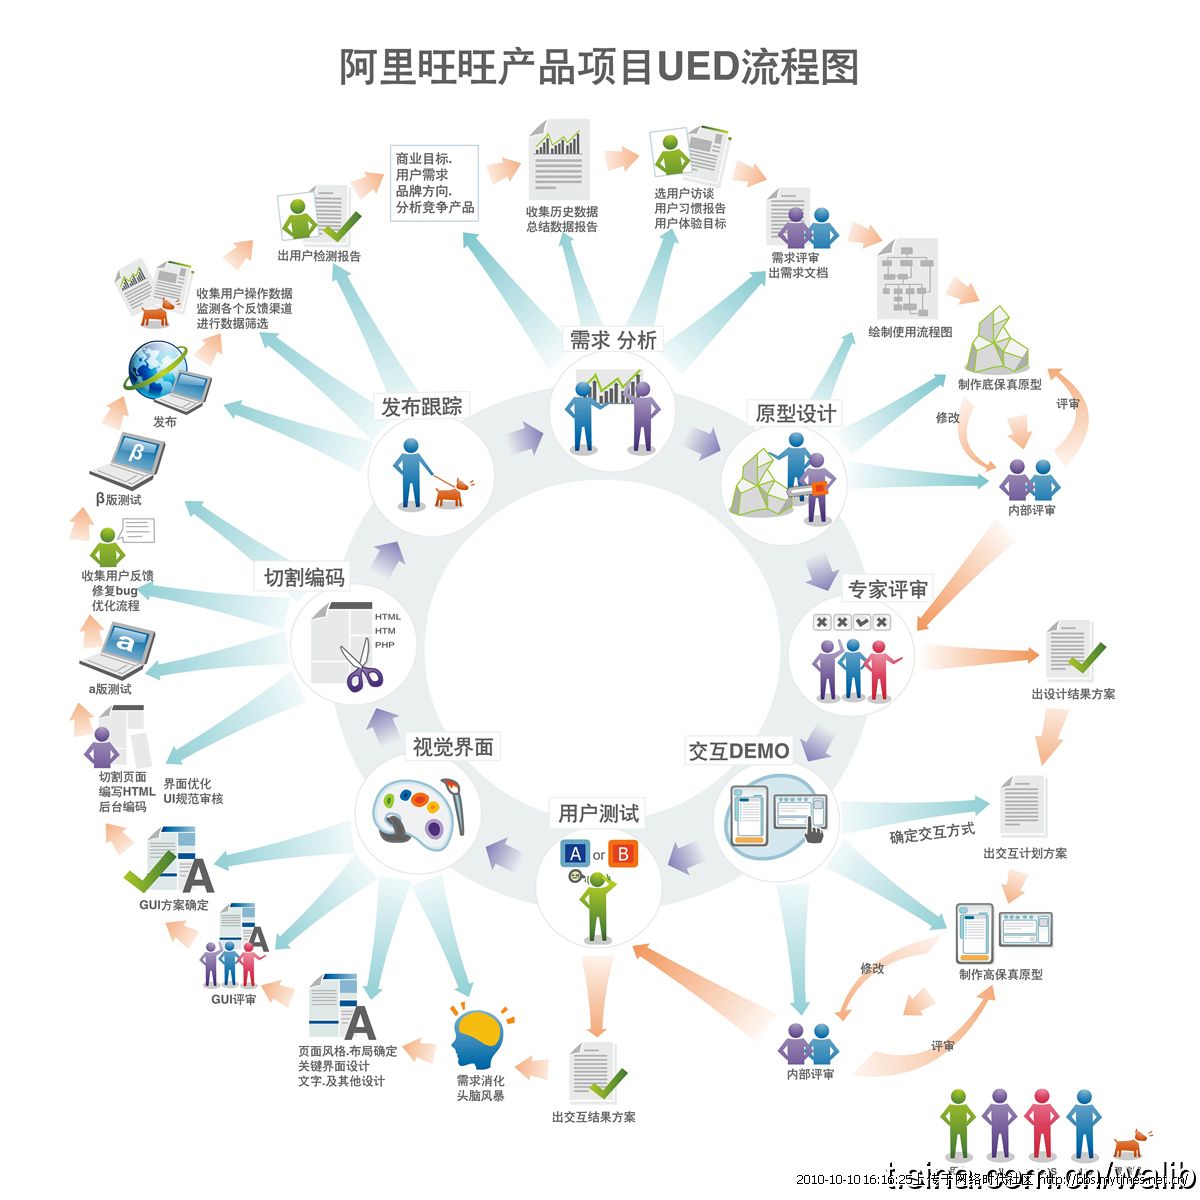 阿里旺旺产品项目UED流程图
商业目标.
用户需求
品牌方向.
分析竞争产品
收集历史数据
总结数据报告
选用户访谈
用户习惯报告
用户体验目标
需求评审
出需求文档
绘制使用流程图
制作底保真原型
修改
评审
内部评审
出设计结果方案
出交互计划方案
确定交互方式
制作高保真原型
修改
评审
内部评审
出交互结果方案
需求消化
头脑风暴
页面风格.布局确定
关键界面设计
文字.及其他设计
GUI评审
GUI方案确定
切割页面
编写HTML
后台编码
界面优化
UI规范审核
a
a版测试
收集用户反馈
修复bug
优化流程
β
β版测试
发布
收集用户操作数据
监测各个反馈渠道
进行数据筛选
出用户检测报告
需求 分析
原型设计
专家评审
交互DEMO
用户测试
A or B
视觉界面
切割编码
HTML
HTM
PHP
发布跟踪
A
A
A
t.sina.com.cn/walib
2010-10-10 16:16:25上传于网络时代社区 http://bbs.mytimes.net.cn/